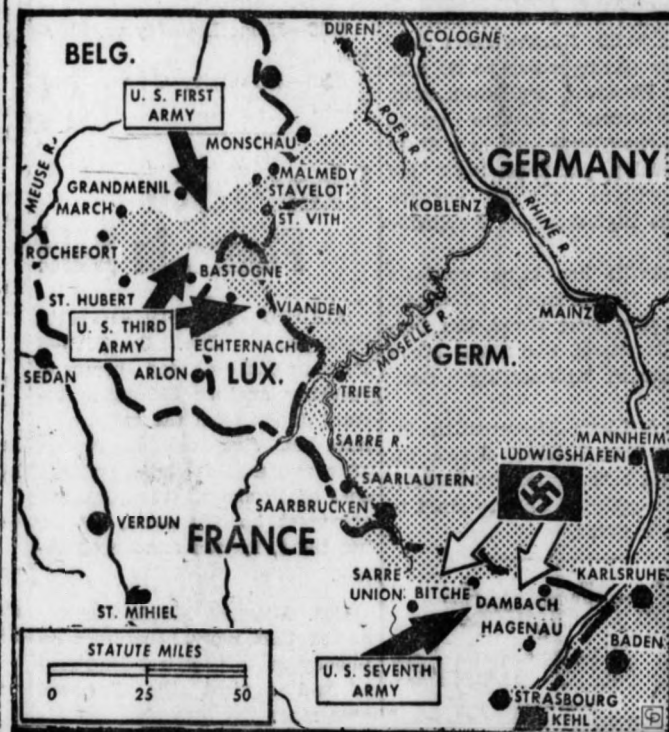 BELG.
DUREN
COLOGNE
U. S. FIRST
ARMY
ROER R.
MONSCHAU
MEUSE R.
MALMEDY
STAVELOT
GERMANY
GRANDMENIL
MARCH
ST. VITH
KOBLENZ
RHINE R.
ROCHEFORT
BASTOGNE
ST. HUBERT
VIANDEN
MAINZ
U. S. THIRD
ARMY
ECHTERNACH
MOSELLE R.
GERM.
SEDAN
ARLON
LUX.
TRIER
SARRE R.
MANNHEIM
LUDWIGSHAFEN
SAARLAUTERN
SAARBRUCKEN
VERDUN
FRANCE
KARLSRUHE
SARRE
UNION
BITCHE
DAMBACH
ST. MIHIEL
HAGENAU
STATUTE MILES
0 25 50
BADEN
U. S. SEVENTH
ARMY
STRASBOURG
KEHL
CP